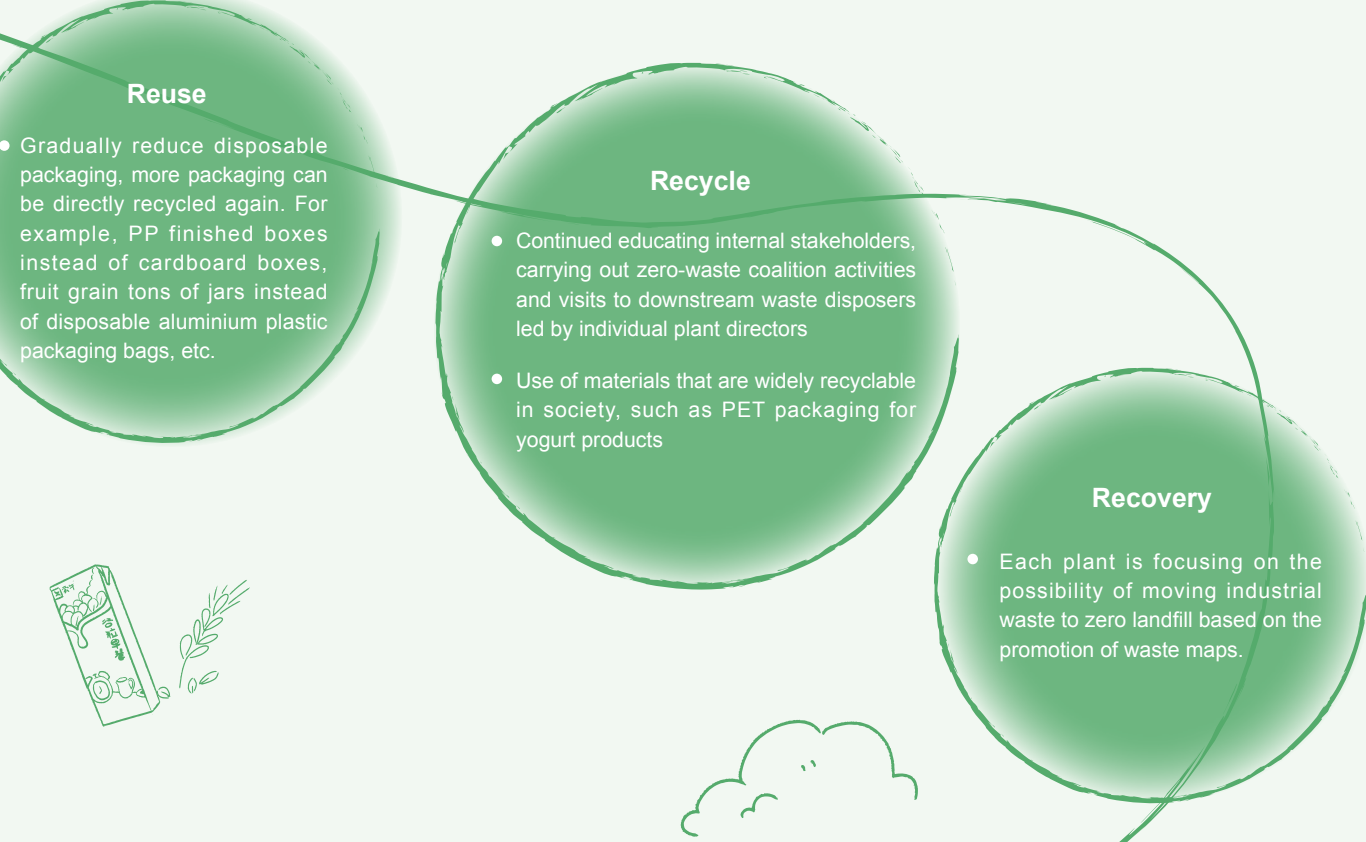 Reuse
Gradually reduce disposable
packaging, more packaging can
be directly recycled again. For
example, PP finished boxes
instead of cardboard boxes,
fruit grain tons of jars instead
of disposable aluminium plastic
packaging bags, etc.
Recycle
Continued educating internal stakeholders,
carrying out zero-waste coalition activities
and visits to downstream waste disposers
led by individual plant directors
Use of materials that are widely recyclable
in society, such as PET packaging for
yogurt products
Recovery
Each plant is focusing on the
possibility of moving industrial
waste to zero landfill based on the
promotion of waste maps.